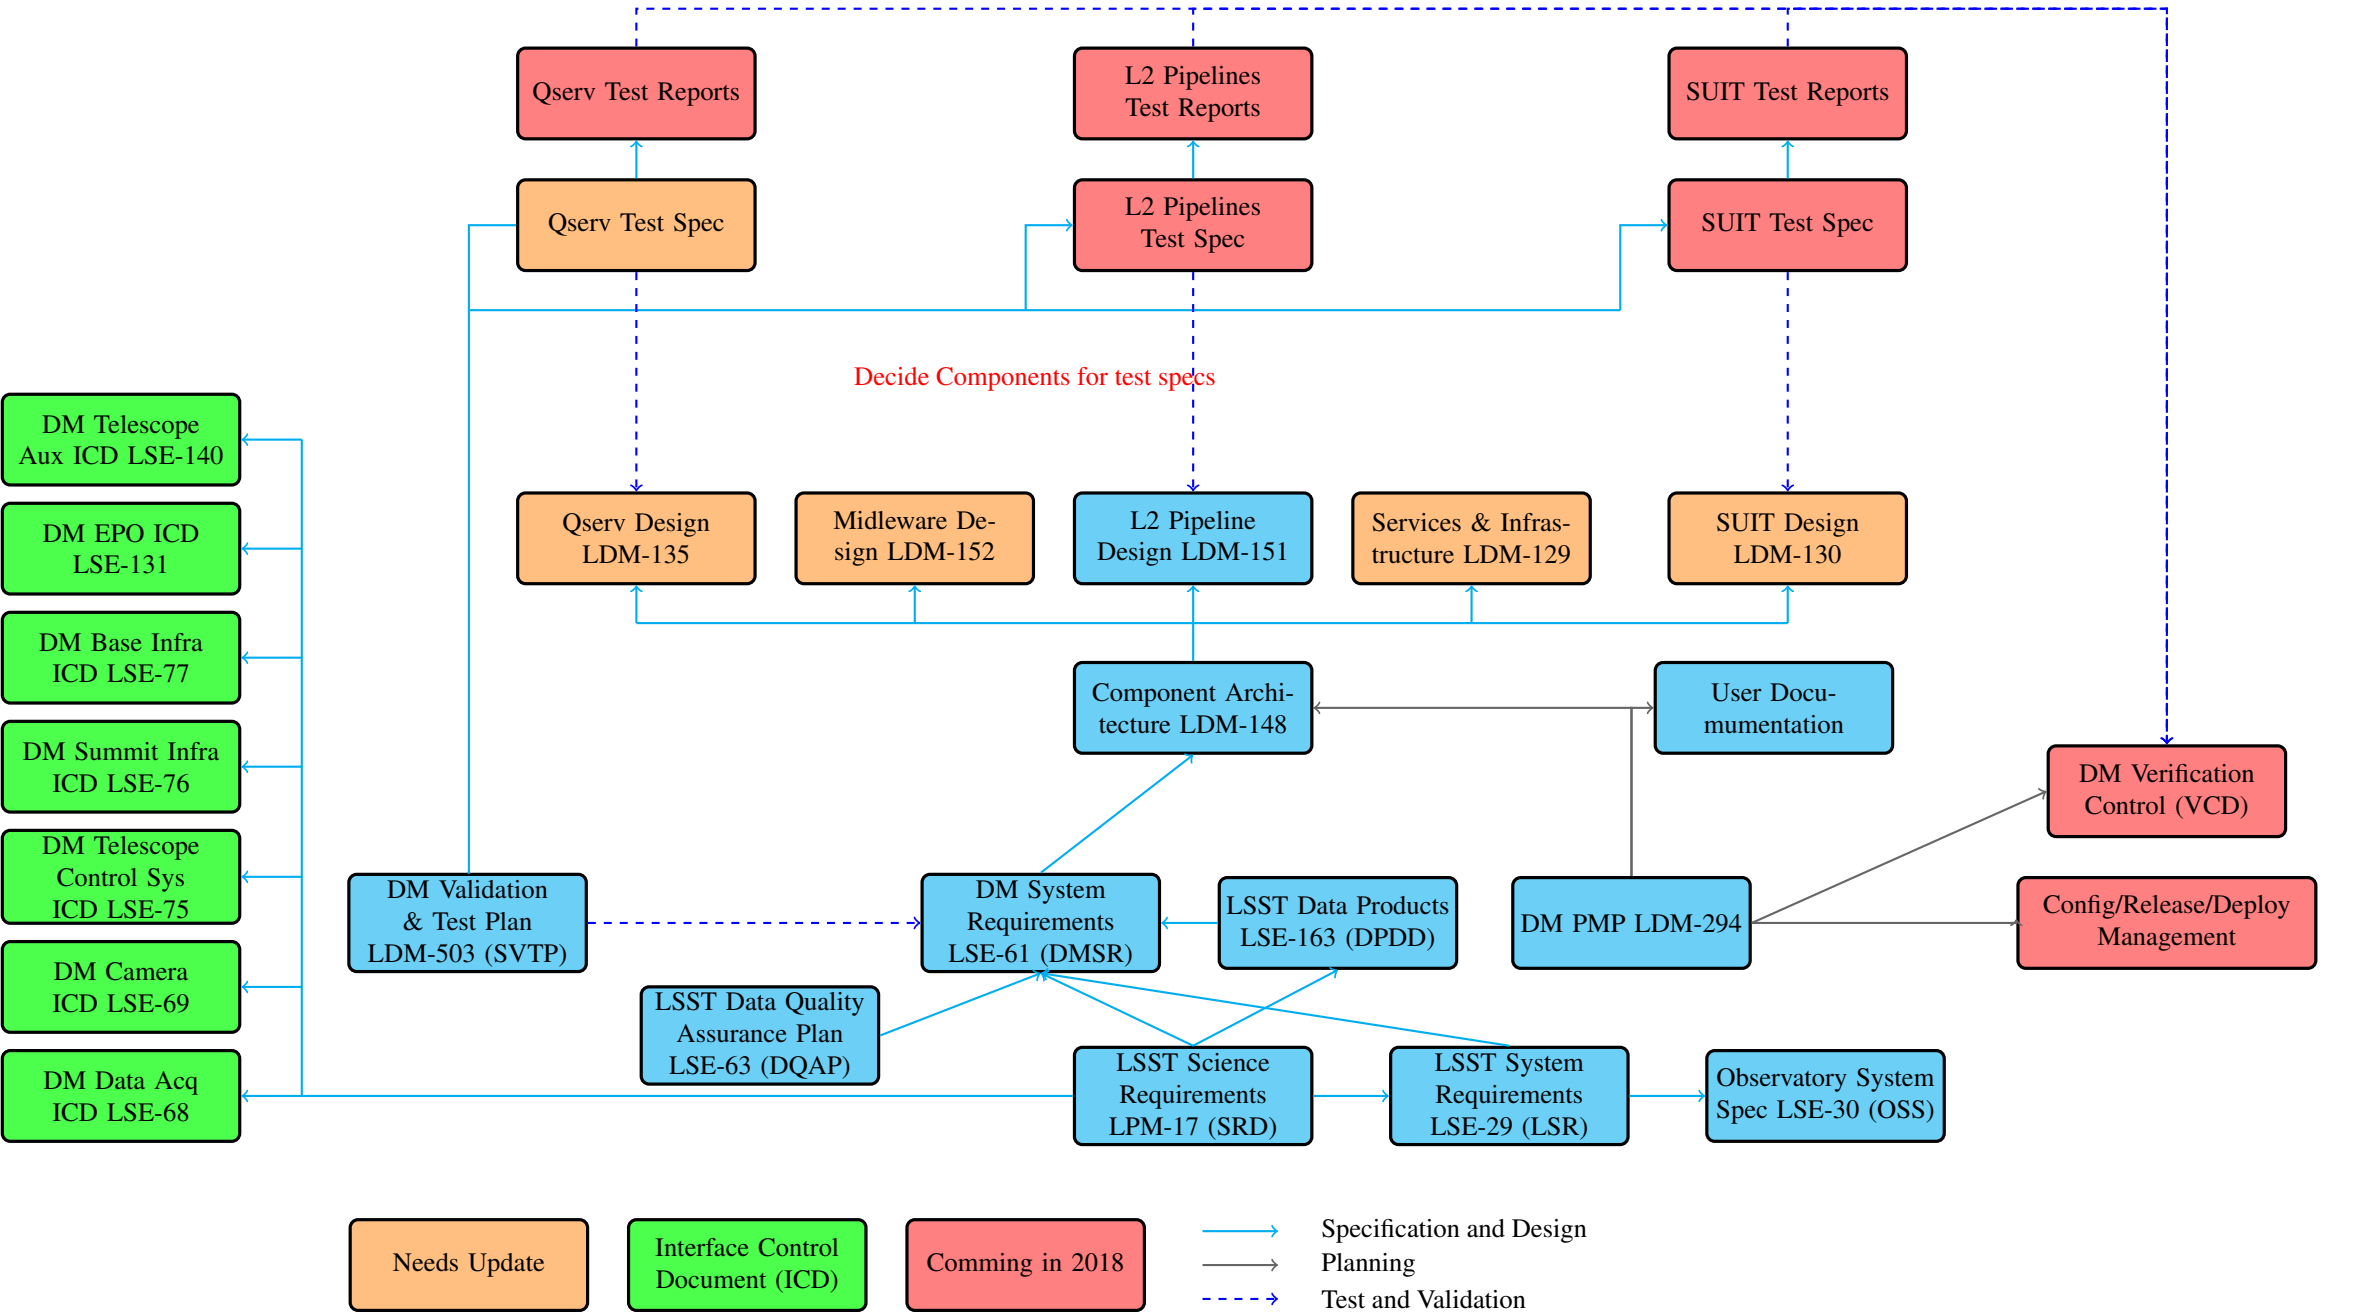 Qserv Test Reports
L2 Pipelines
Test Reports
SUIT Test Reports
Qserv Test Spec
L2 Pipelines
Test Spec
SUIT Test Spec
Decide Components for test specs
DM Telescope
Aux ICD LSE-140
DM EPO ICD
LSE-131
DM Base Infra
ICD LSE-77
DM Summit Infra
ICD LSE-76
DM Telescope
Control Sys
ICD LSE-75
DM Camera
ICD LSE-69
DM Data Acq
ICD LSE-68
Qserv Design
LDM-135
Midleware De-
sign LDM-152
L2 Pipeline
Design LDM-151
Services & Infras-
tructure LDM-129
SUIT Design
LDM-130
Component Archi-
tecture LDM-148
User Docu-
mumentation
DM Verification
Control (VCD)
DM Validation
& Test Plan
LDM-503 (SVTP)
DM System
Requirements
LSE-61 (DMSR)
LSST Data Products
LSE-163 (DPDD)
DM PMP LDM-294
Config/Release/Deploy
Management
LSST Data Quality
Assurance Plan
LSE-63 (DQAP)
LSST Science
Requirements
LPM-17 (SRD)
LSST System
Requirements
LSE-29 (LSR)
Observatory System
Spec LSE-30 (OSS)
Needs Update
Interface Control
Document (ICD)
Comming in 2018
Specification and Design
Planning
Test and Validation